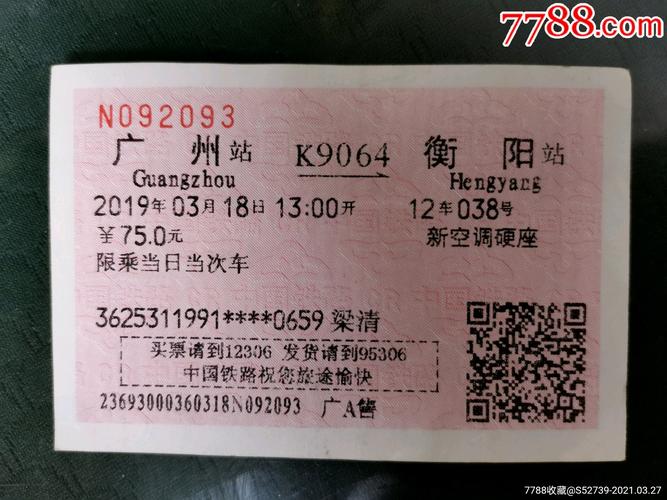 7788.com
N092093
广州站 K9064 衡阳站
Guangzhou Hengyang
2019年03月18日13:00开 12车038号
￥75.0元 新空调硬座
限乘当日当次车
3625311991****0659 梁清
买票请到12306 发货请到95306
中国铁路祝您旅途愉快
23693000360318N092093 广A售
7788收藏@S52739-2021.03.27